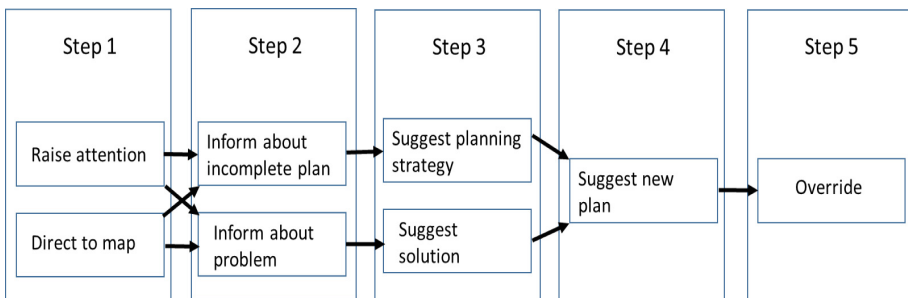 Step 1
Step 2
Step 3
Step 4
Step 5
Raise attention
Direct to map
Inform about
incomplete plan
Inform about
problem
Suggest planning
strategy
Suggest
solution
Suggest new
plan
Override